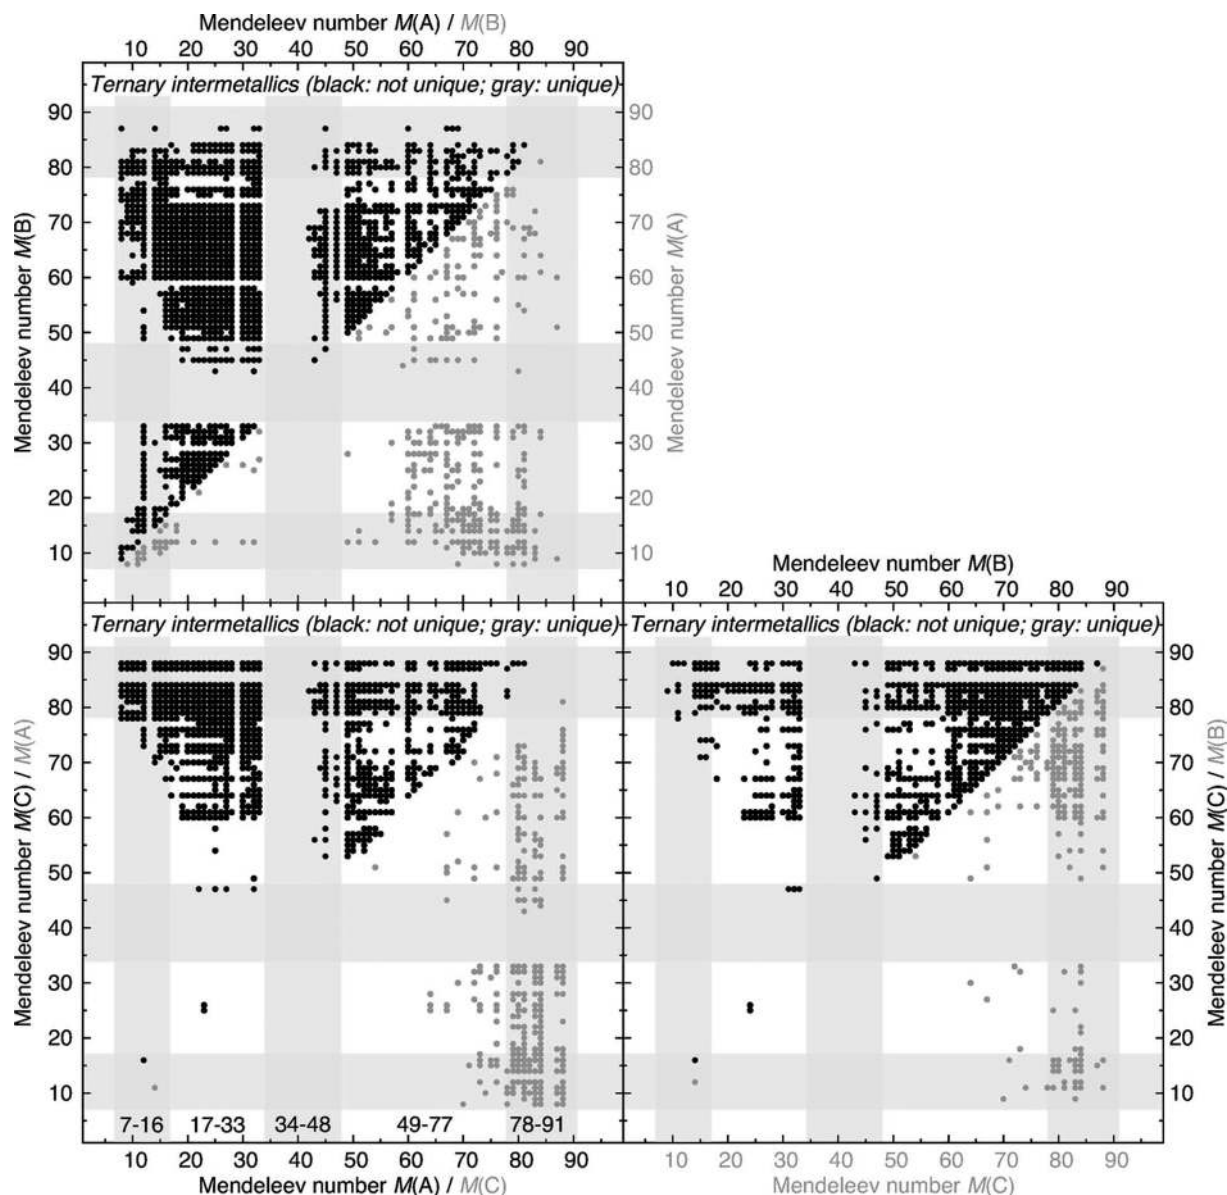 Mendeleev number M(A) / M(B)
10 20 30 40 50 60 70 80 90
Ternary intermetallics (black: not unique; gray: unique)
90 90
80 80
70 70
60 60
50 50
40 40
30 30
20 20
10 10
Mendeleev number M(B)
Mendeleev number M(A)
Mendeleev number M(B)
10 20 30 40 50 60 70 80 90
Ternary intermetallics (black: not unique; gray: unique)
Ternary intermetallics (black: not unique; gray: unique)
90 90
80 80
70 70
60 60
50 50
40 40
30 30
20 20
10 10
Mendeleev number M(C) / M(A)
Mendeleev number M(C) / M(B)
7-16 17-33 34-48 49-77 78-91
10 20 30 40 50 60 70 80 90
10 20 30 40 50 60 70 80 90
Mendeleev number M(A) / M(C)
Mendeleev number M(C)